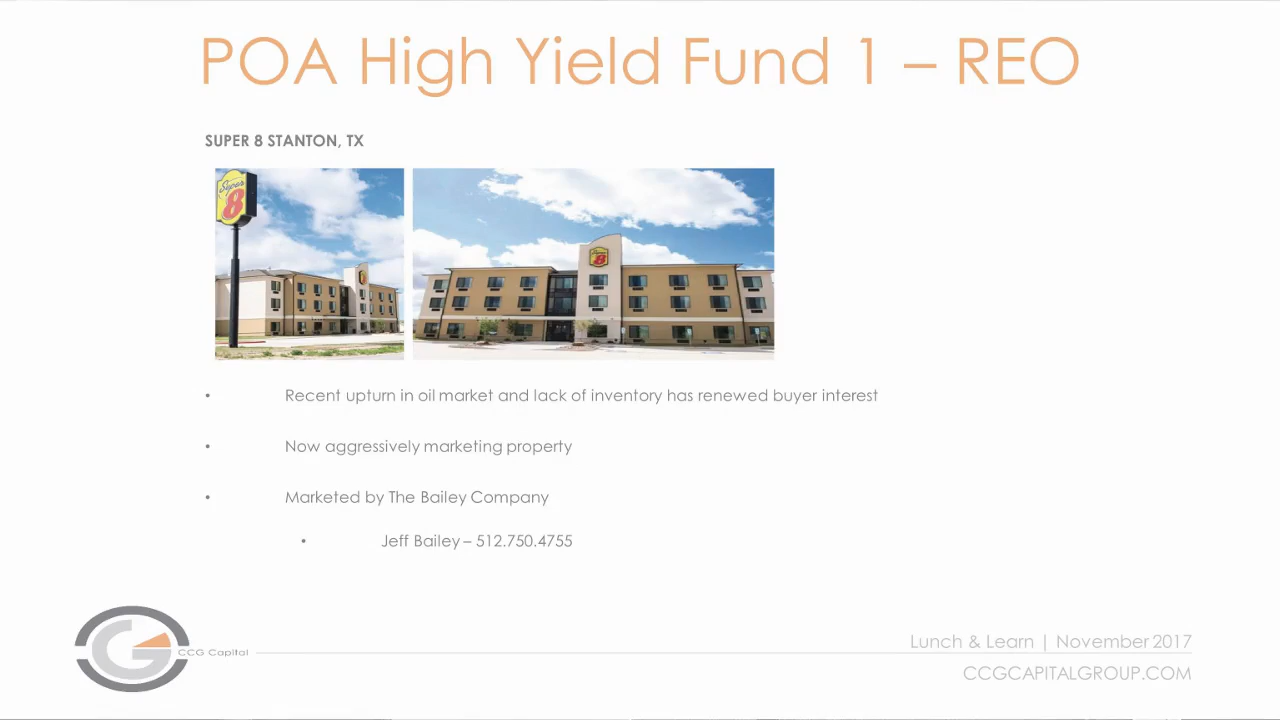 POA High Yield Fund 1 – REO
SUPER 8 STANTON, TX
Super
8
Super
8
• Recent upturn in oil market and lack of inventory has renewed buyer interest
• Now aggressively marketing property
• Marketed by The Bailey Company
• Jeff Bailey – 512.750.4755
CCG Capital
Lunch & Learn | November 2017
CCGCAPITALGROUP.COM